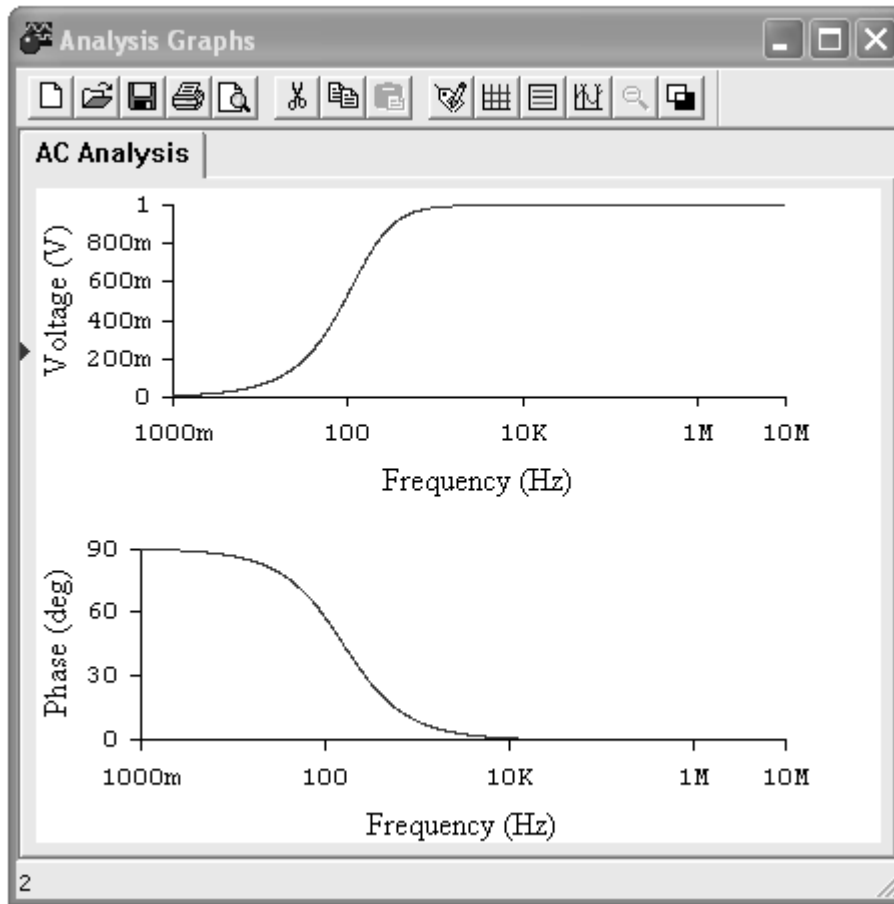 Analysis Graphs
AC Analysis
Voltage (V)
1
800m
600m
400m
200m
0
1000m 100 10K 1M 10M
Frequency (Hz)
Phase (deg)
90
60
30
0
1000m 100 10K 1M 10M
Frequency (Hz)
2